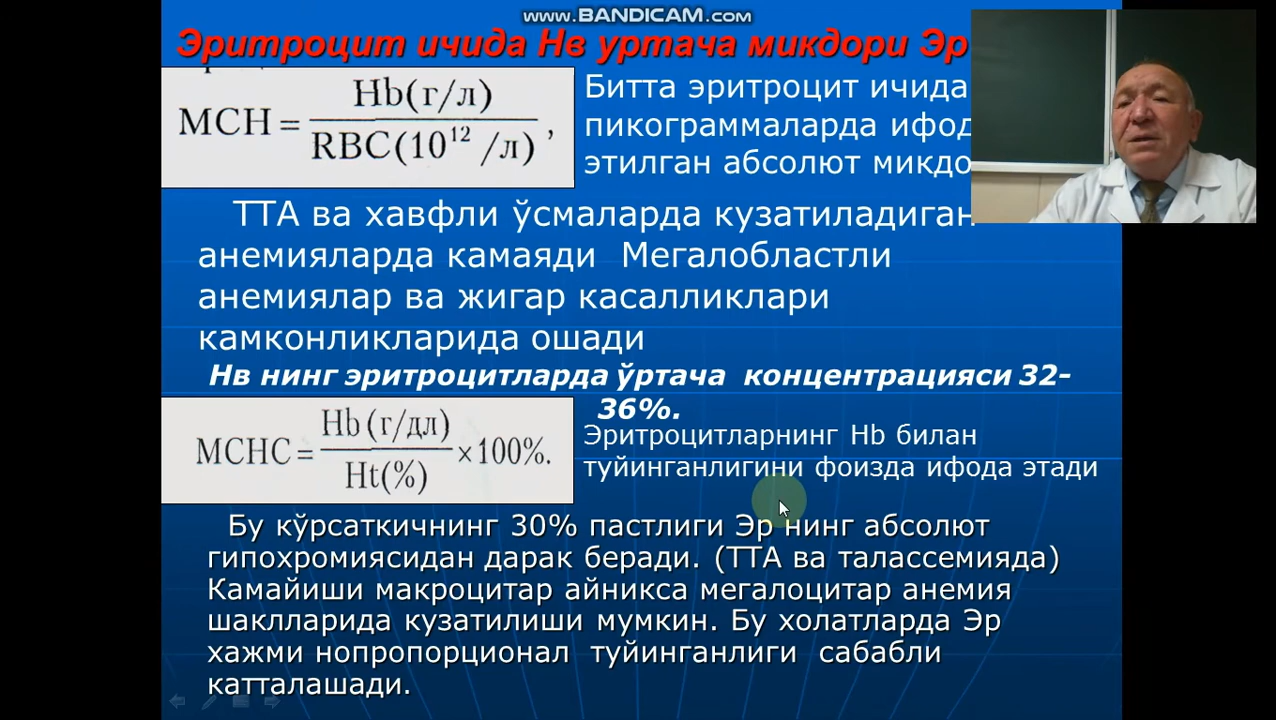 www.BANDICAM.com
Эритроцит ичида Нв уртача микдори Эр
МСН = Hb(г/л) / RBC(10¹² /л) ,
Битта эритроцит ичида
пикограммаларда ифод
этилган абсолют микдо
ТТА ва хавфли ўсмаларда кузатиладиган
анемияларда камаяди Мегалобластли
анемиялар ва жигар касалликлари
камконликларида ошади
Нв нинг эритроцитларда ўртача концентрацияси 32-
36%.
МСНС = Hb (г/дл) / Ht(%) ×100%.
Эритроцитларнинг Hb билан
туйинганлигини фоизда ифода этади
Бу кўрсаткичнинг 30% пастлиги Эр нинг абсолют
гипохромиясидан дарак беради. (ТТА ва талассемияда)
Камайиши макроцитар айникса мегалоцитар анемия
шаклларида кузатилиши мумкин. Бу холатларда Эр
хажми нопропорционал туйинганлиги сабабли
катталашади.